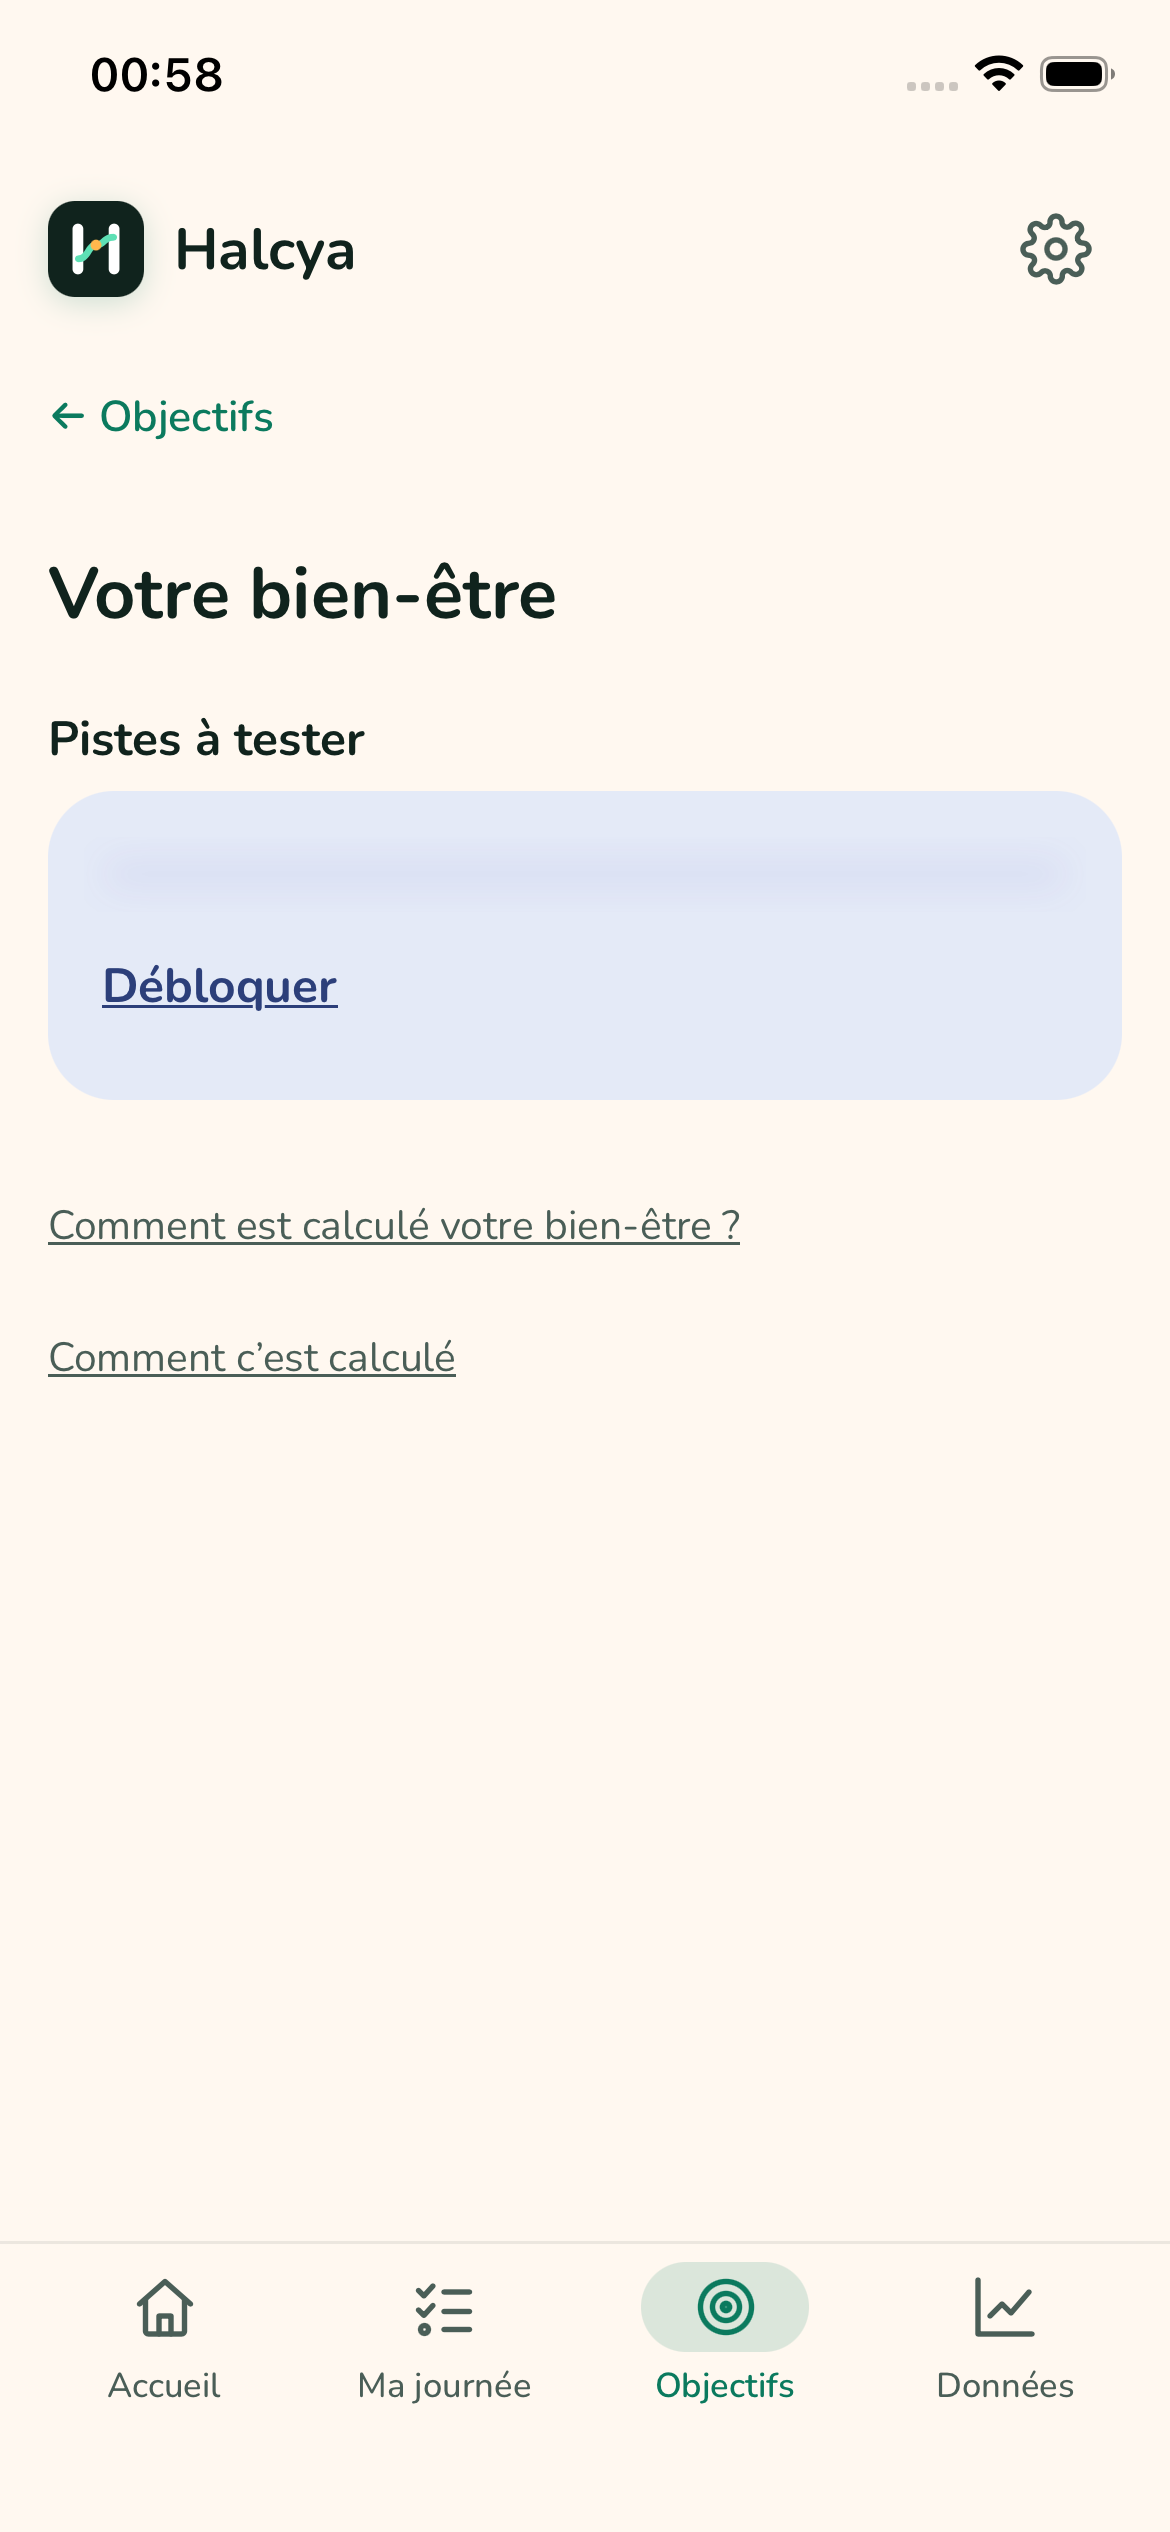 00:58
Halcya
← Objectifs
Votre bien-être
Pistes à tester
Débloquer
Comment est calculé votre bien-être ?
Comment c’est calculé
Accueil
Ma journée
Objectifs
Données